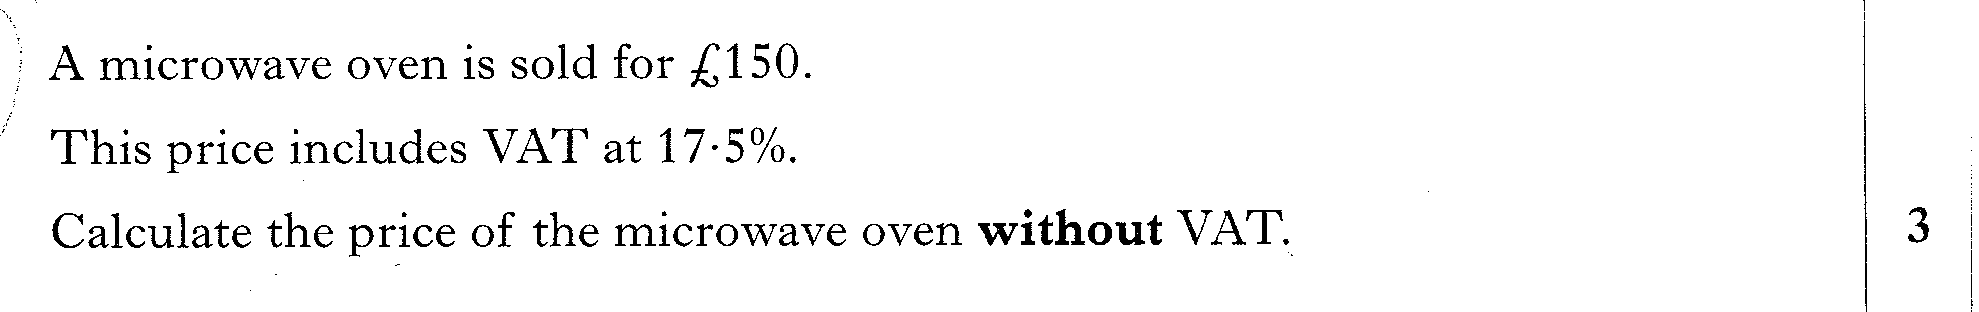 A microwave oven is sold for £150.
This price includes VAT at 17·5%.
Calculate the price of the microwave oven without VAT.
3